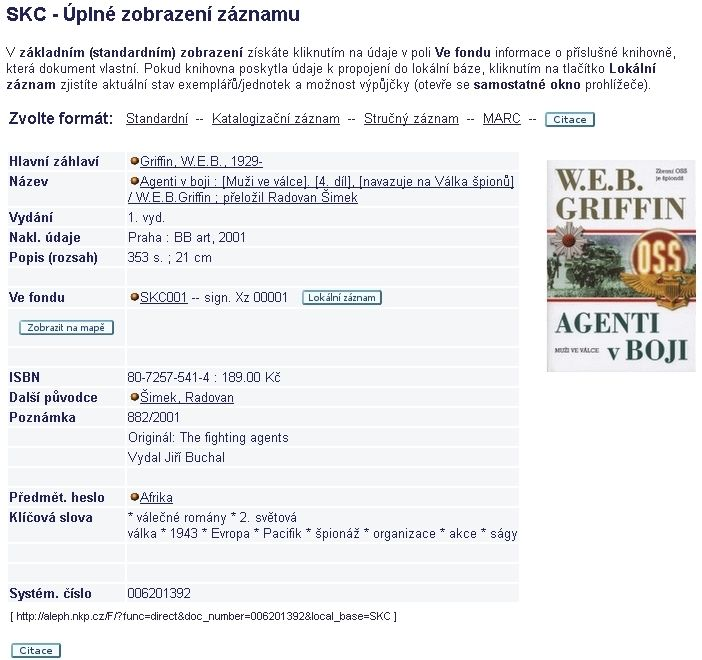 SKC - Úplné zobrazení záznamu
V základním (standardním) zobrazení získáte kliknutím na údaje v poli Ve fondu informace o příslušné knihovně,
která dokument vlastní. Pokud knihovna poskytla údaje k propojení do lokální báze, kliknutím na tlačítko Lokální
záznam zjistíte aktuální stav exemplářů/jednotek a možnost výpůjčky (otevře se samostatné okno prohlížeče).
Zvolte formát: Standardní -- Katalogizační záznam -- Stručný záznam -- MARC -- Citace
Hlavní záhlaví Griffin, W.E.B., 1929-
Název Agenti v boji : [Muži ve válce]. [4. díl], [navazuje na Válka špionů]
/ W.E.B.Griffin ; přeložil Radovan Šimek
Vydání 1. vyd.
Nakl. údaje Praha : BB art, 2001
Popis (rozsah) 353 s. ; 21 cm
Ve fondu SKC001 -- sign. Xz 00001 Lokální záznam
Zobrazit na mapě
ISBN 80-7257-541-4 : 189.00 Kč
Další původce Šimek, Radovan
Poznámka 882/2001
Originál: The fighting agents
Vydal Jiří Buchal
Předmět. heslo Afrika
Klíčová slova * válečné romány * 2. světová
válka * 1943 * Evropa * Pacifik * špionáž * organizace * akce * ságy
Systém. číslo 006201392
[ http://aleph.nkp.cz/F/?func=direct&doc_number=006201392&local_base=SKC ]
Citace
W.E.B.
GRIFFIN
Zbraní OSS
je špionáž
OSS
AGENTI
MUŽI VE VÁLCE v BOJI